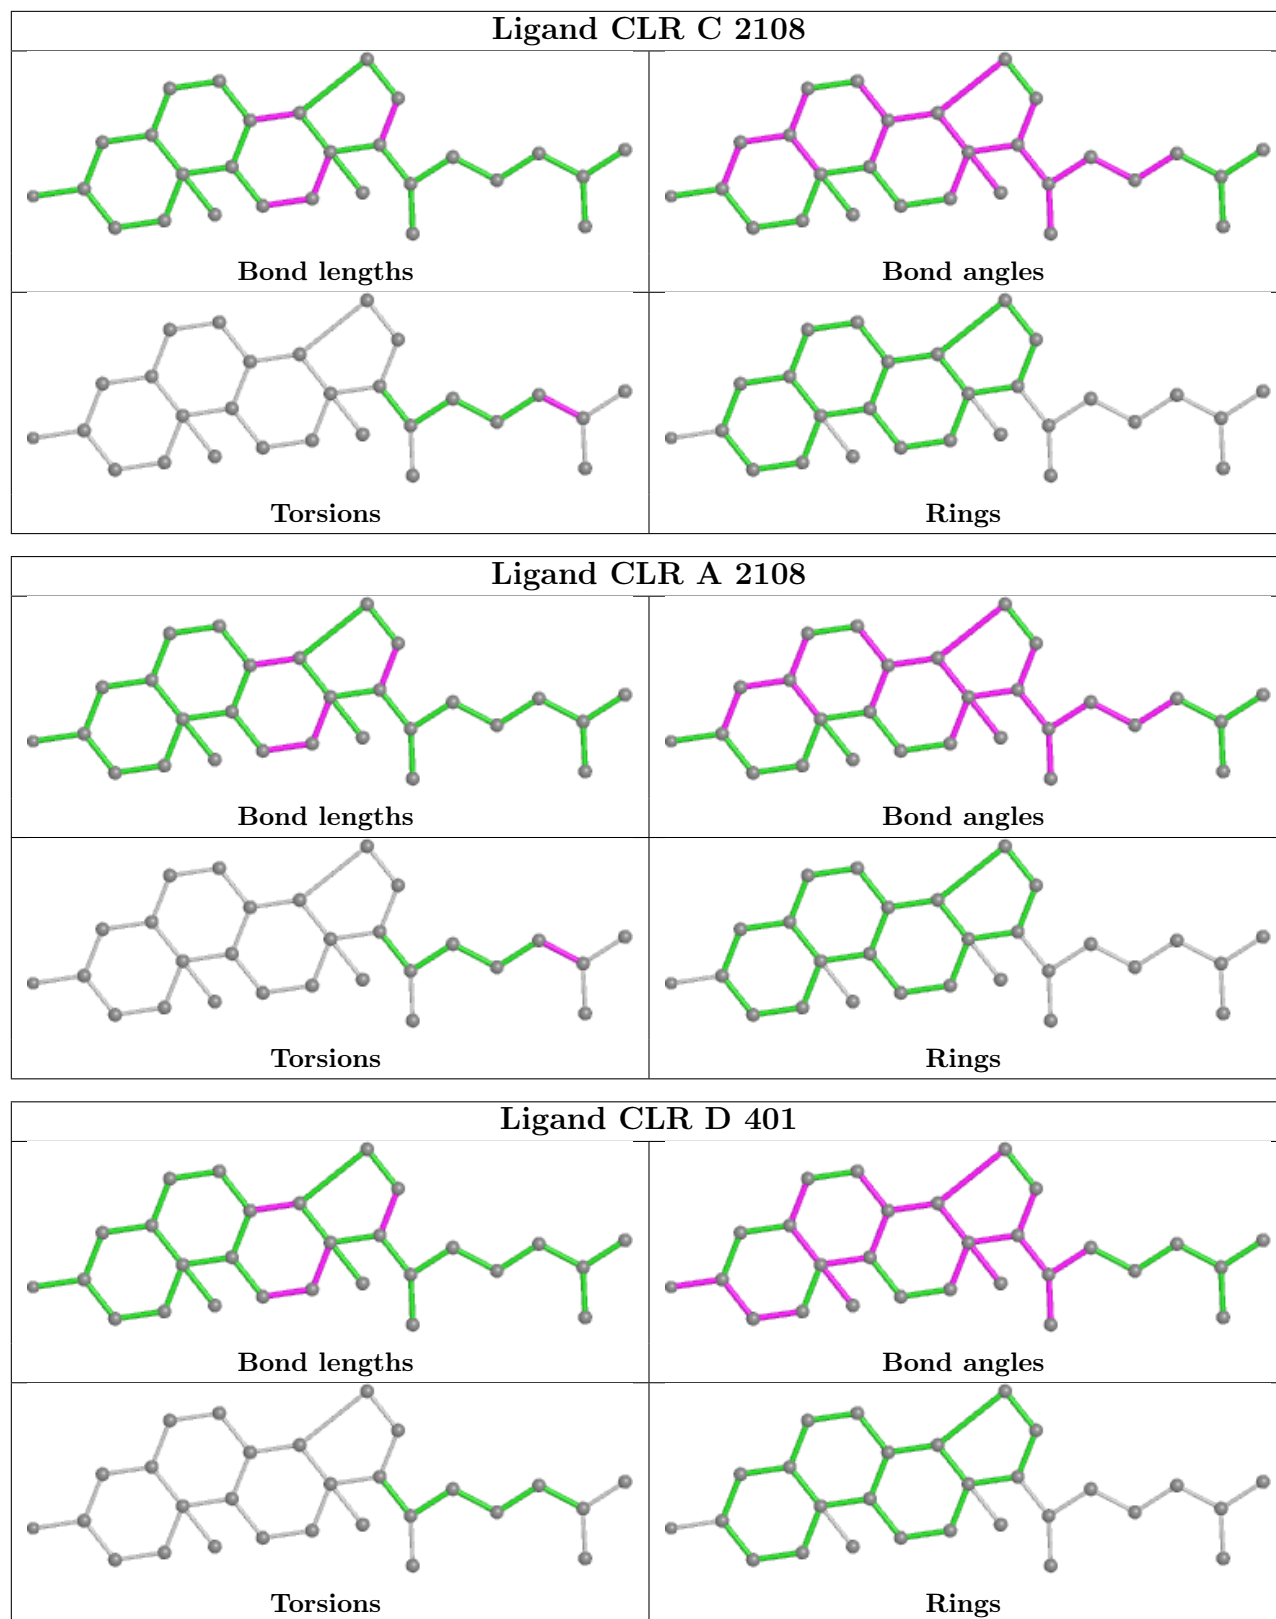 Ligand CLR C 2108
Bond lengths
Bond angles
Torsions
Rings
Ligand CLR A 2108
Bond lengths
Bond angles
Torsions
Rings
Ligand CLR D 401
Bond lengths
Bond angles
Torsions
Rings